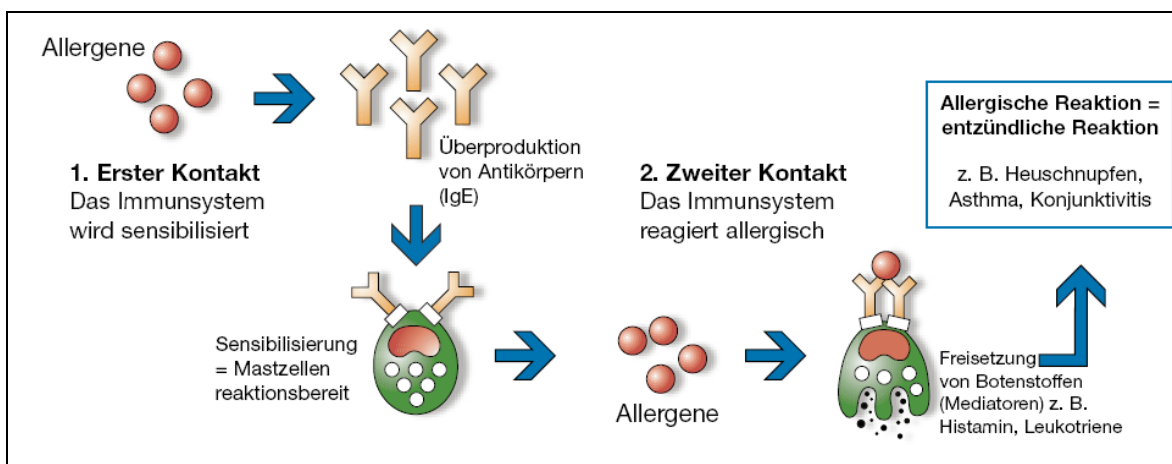 Allergene
1. Erster Kontakt
Das Immunsystem
wird sensibilisiert
Überproduktion
von Antikörpern
(IgE)
Sensibilisierung
= Mastzellen
reaktionsbereit
2. Zweiter Kontakt
Das Immunsystem
reagiert allergisch
Allergene
Freisetzung
von Botenstoffen
(Mediatoren) z. B.
Histamin, Leukotriene
Allergische Reaktion =
entzündliche Reaktion
z. B. Heuschnupfen,
Asthma, Konjunktivitis